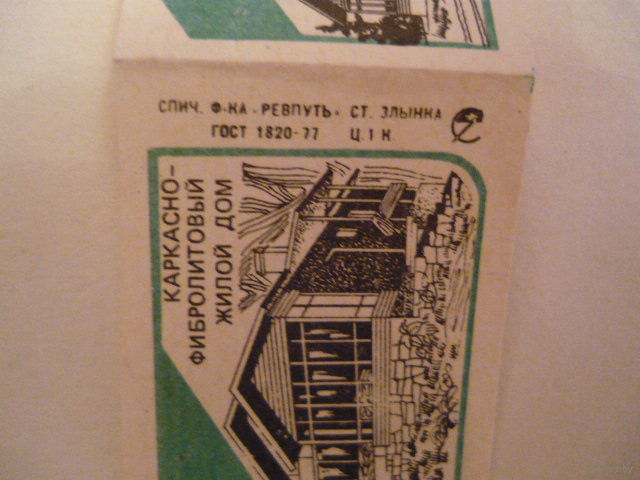 СПИЧ. Ф-КА «РЕВПУТЬ» СТ. ЗЛЫНКА
ГОСТ 1820-77 Ц. 1 К.
КАРКАСНО-
ФИБРОЛИТОВЫЙ
ЖИЛОЙ ДОМ